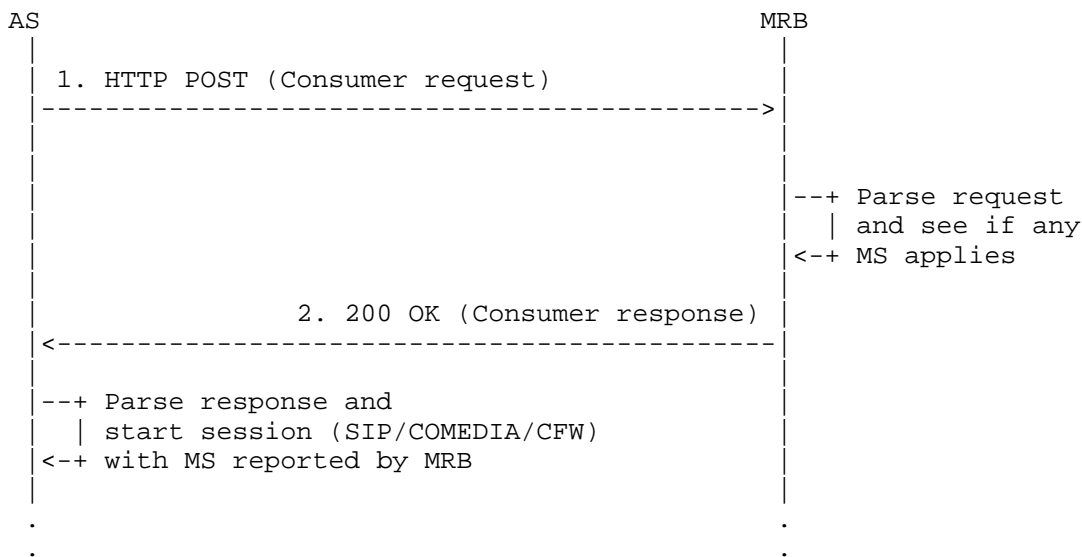 AS MRB
1. HTTP POST (Consumer request)
Parse request
and see if any
MS applies
2. 200 OK (Consumer response)
Parse response and
start session (SIP/COMEDIA/CFW)
with MS reported by MRB